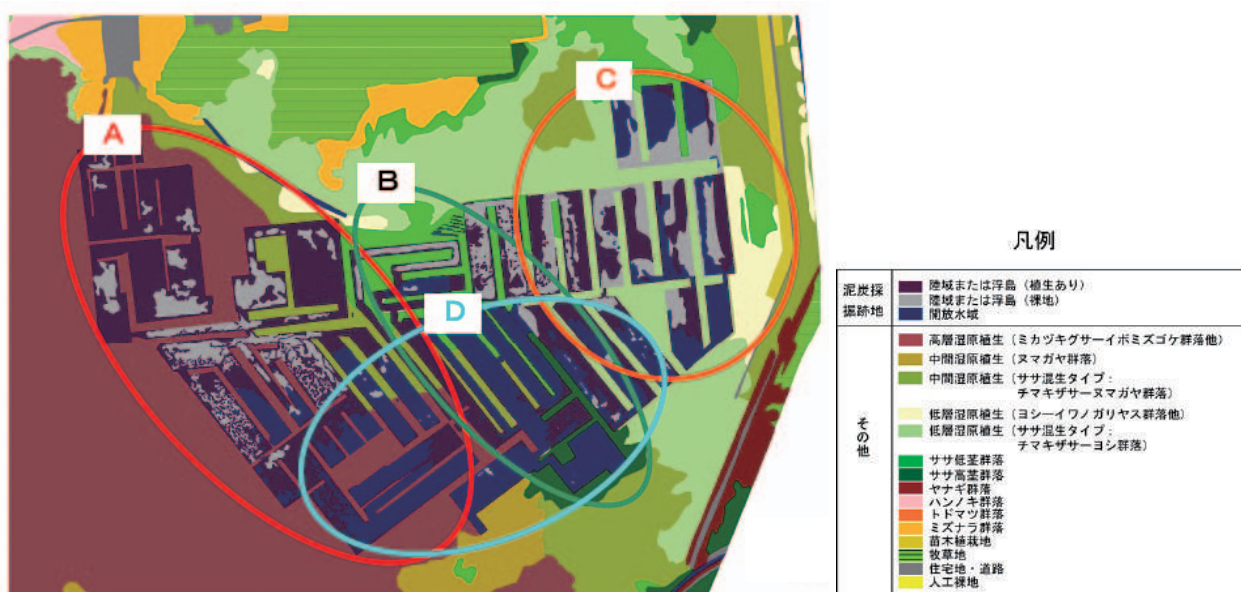 A
B
C
D
凡例
泥炭採掘跡地
陸域または浮島（植生あり）
陸域または浮島（裸地）
開放水域
その他
高層湿原植生（ミカヅキグサーイボミズゴケ群落他）
中間湿原植生（ヌマガヤ群落）
中間湿原植生（ササ混生タイプ：
チマキザサーヌマガヤ群落）
低層湿原植生（ヨシーイワノガリヤス群落他）
低層湿原植生（ササ混生タイプ：
チマキザサーヨシ群落）
ササ低茎群落
ササ高茎群落
ヤナギ群落
ハンノキ群落
トドマツ群落
ミズナラ群落
苗木植栽地
牧草地
住宅地・道路
人工裸地